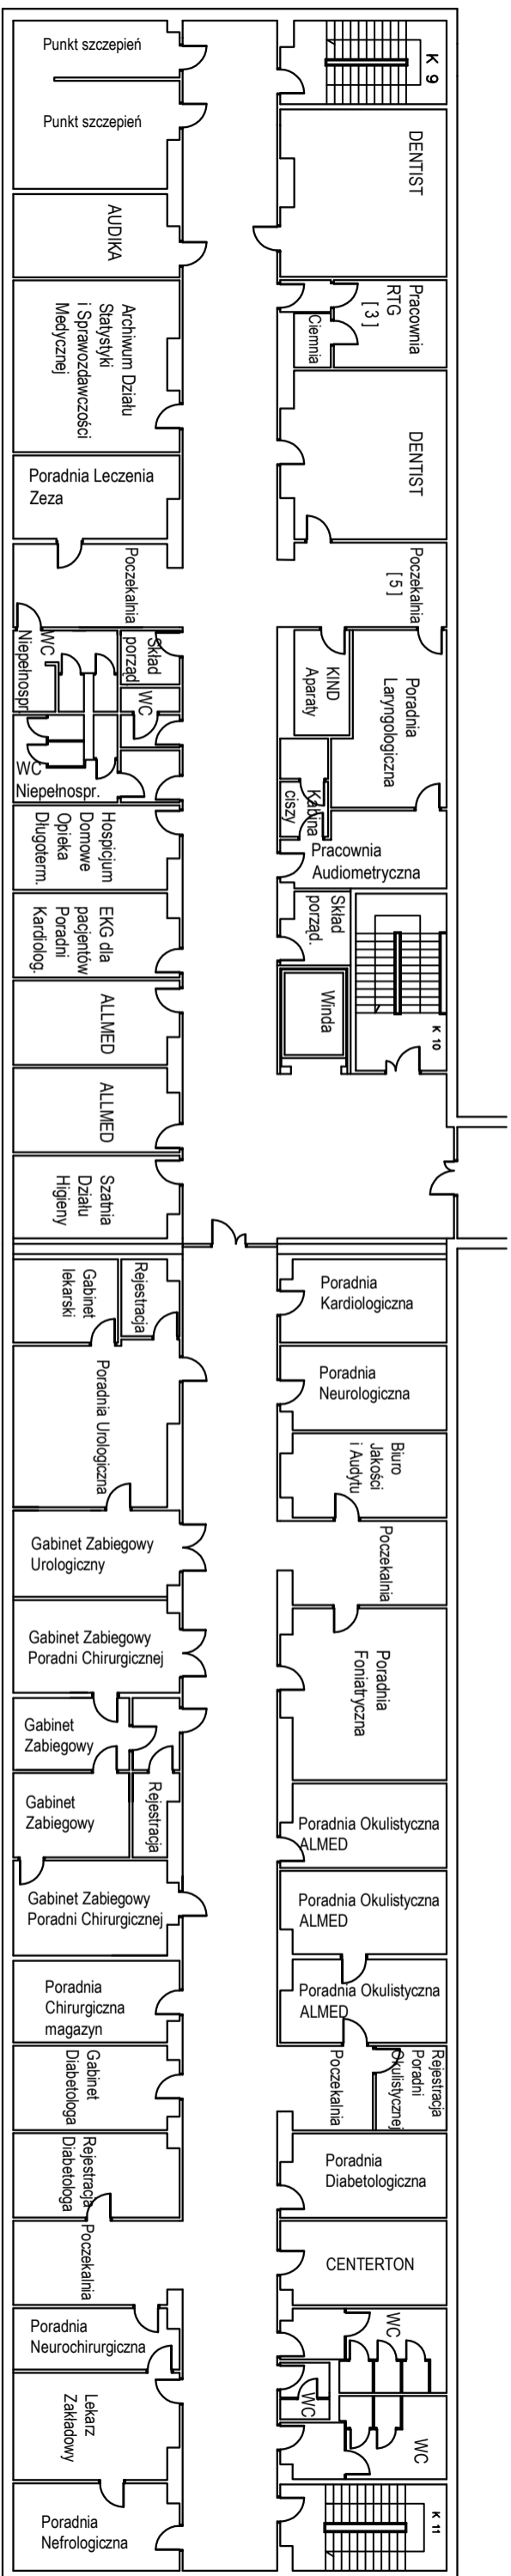 Punkt szczepień
K 9
Punkt szczepień
DENTIST
AUDIKA
Pracownia
RTG
[ 3 ]
Ciemnia
Archiwum Działu
Statystyki
i Sprawozdawczości
Medycznej
DENTIST
Poradnia Leczenia
Zeza
Poczekalnia
Poczekalnia
[ 5 ]
WC
Niepełnospr.
Skład
porząd.
WC
KIND
Aparaty
Poradnia
Laryngologiczna
WC
Niepełnospr.
Kabina
ciszy
Hospicjum
Domowe
Opieka
Długoterm.
Pracownia
Audiometryczna
EKG dla
pacjentów
Poradni
Kardiolog.
Skład
porząd.
ALLMED
Winda
K 10
ALLMED
Szatnia
Działu
Higieny
Gabinet
lekarski
Rejestracja
Poradnia
Kardiologiczna
Poradnia Urologiczna
Poradnia
Neurologiczna
Biuro
Jakości
i Audytu
Gabinet Zabiegowy
Urologiczny
Poczekalnia
Gabinet Zabiegowy
Poradni Chirurgicznej
Poradnia
Foniatryczna
Gabinet
Zabiegowy
Gabinet
Zabiegowy
Rejestracja
Poradnia Okulistyczna
ALMED
Gabinet Zabiegowy
Poradni Chirurgicznej
Poradnia Okulistyczna
ALMED
Poradnia
Chirurgiczna
magazyn
Poradnia Okulistyczna
ALMED
Gabinet
Diabetologa
Poczekalnia
Rejestracja
Poradni
Okulistycznej
Rejestracja
Diabetologa
Poradnia
Diabetologiczna
Poczekalnia
CENTERTON
Poradnia
Neurochirurgiczna
WC
Lekarz
Zakładowy
WC
WC
Poradnia
Nefrologiczna
K 11